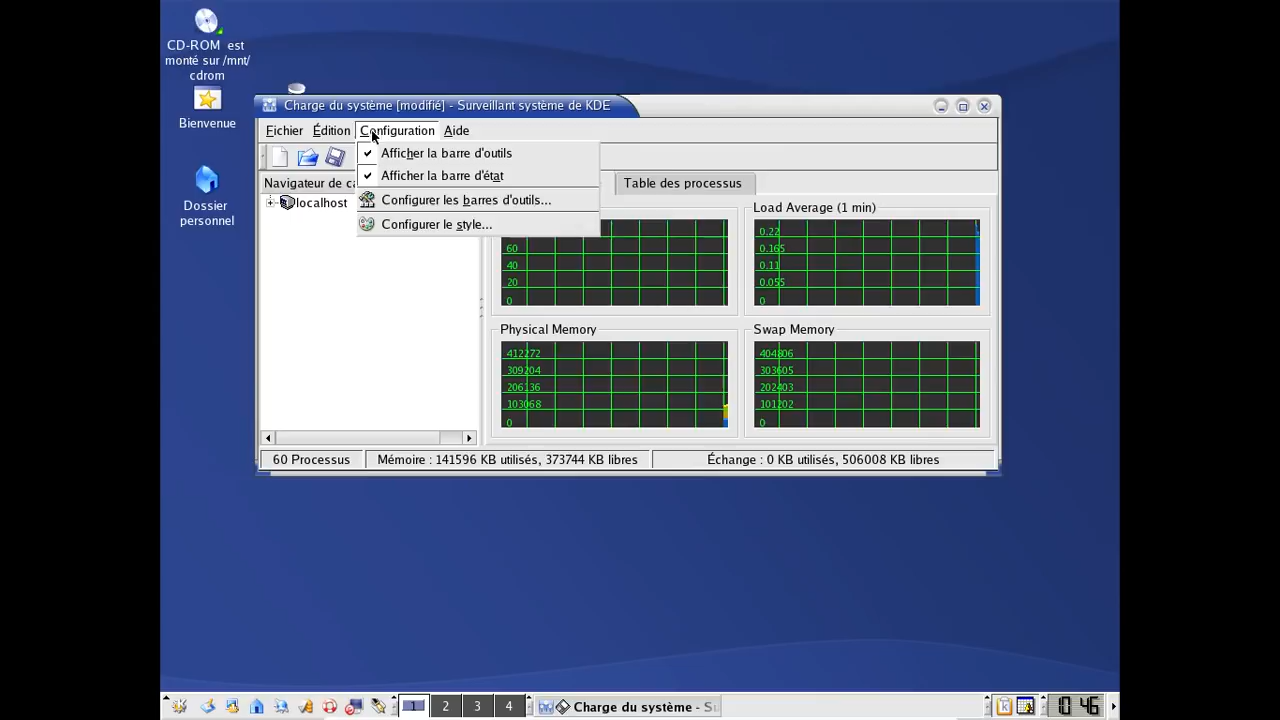 CD-ROM est
monté sur /mnt/
cdrom
Bienvenue
Dossier
personnel
Charge du système [modifié] - Surveillant système de KDE
Fichier Édition Configuration Aide
Afficher la barre d'outils
Afficher la barre d'état
Configurer les barres d'outils...
Configurer le style...
Navigateur de
localhost
Table des processus
60
40
20
0
Load Average (1 min)
0.22
0.165
0.11
0.055
0
Physical Memory
412272
309204
206136
103068
0
Swap Memory
404806
303605
202403
101202
0
60 Processus
Mémoire : 141596 KB utilisés, 373744 KB libres
Échange : 0 KB utilisés, 506008 KB libres
1 2 3 4
Charge du système -
0 46